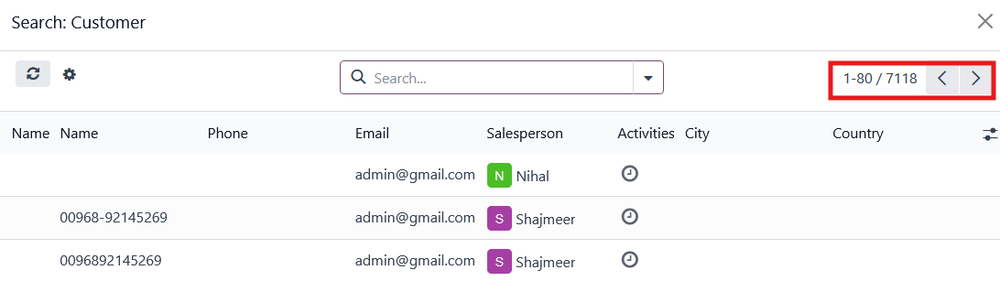 Search: Customer
Search...
1-80 / 7118
Name Name Phone Email Salesperson Activities City Country
admin@gmail.com N Nihal
00968-92145269 admin@gmail.com S Shajmeer
0096892145269 admin@gmail.com S Shajmeer